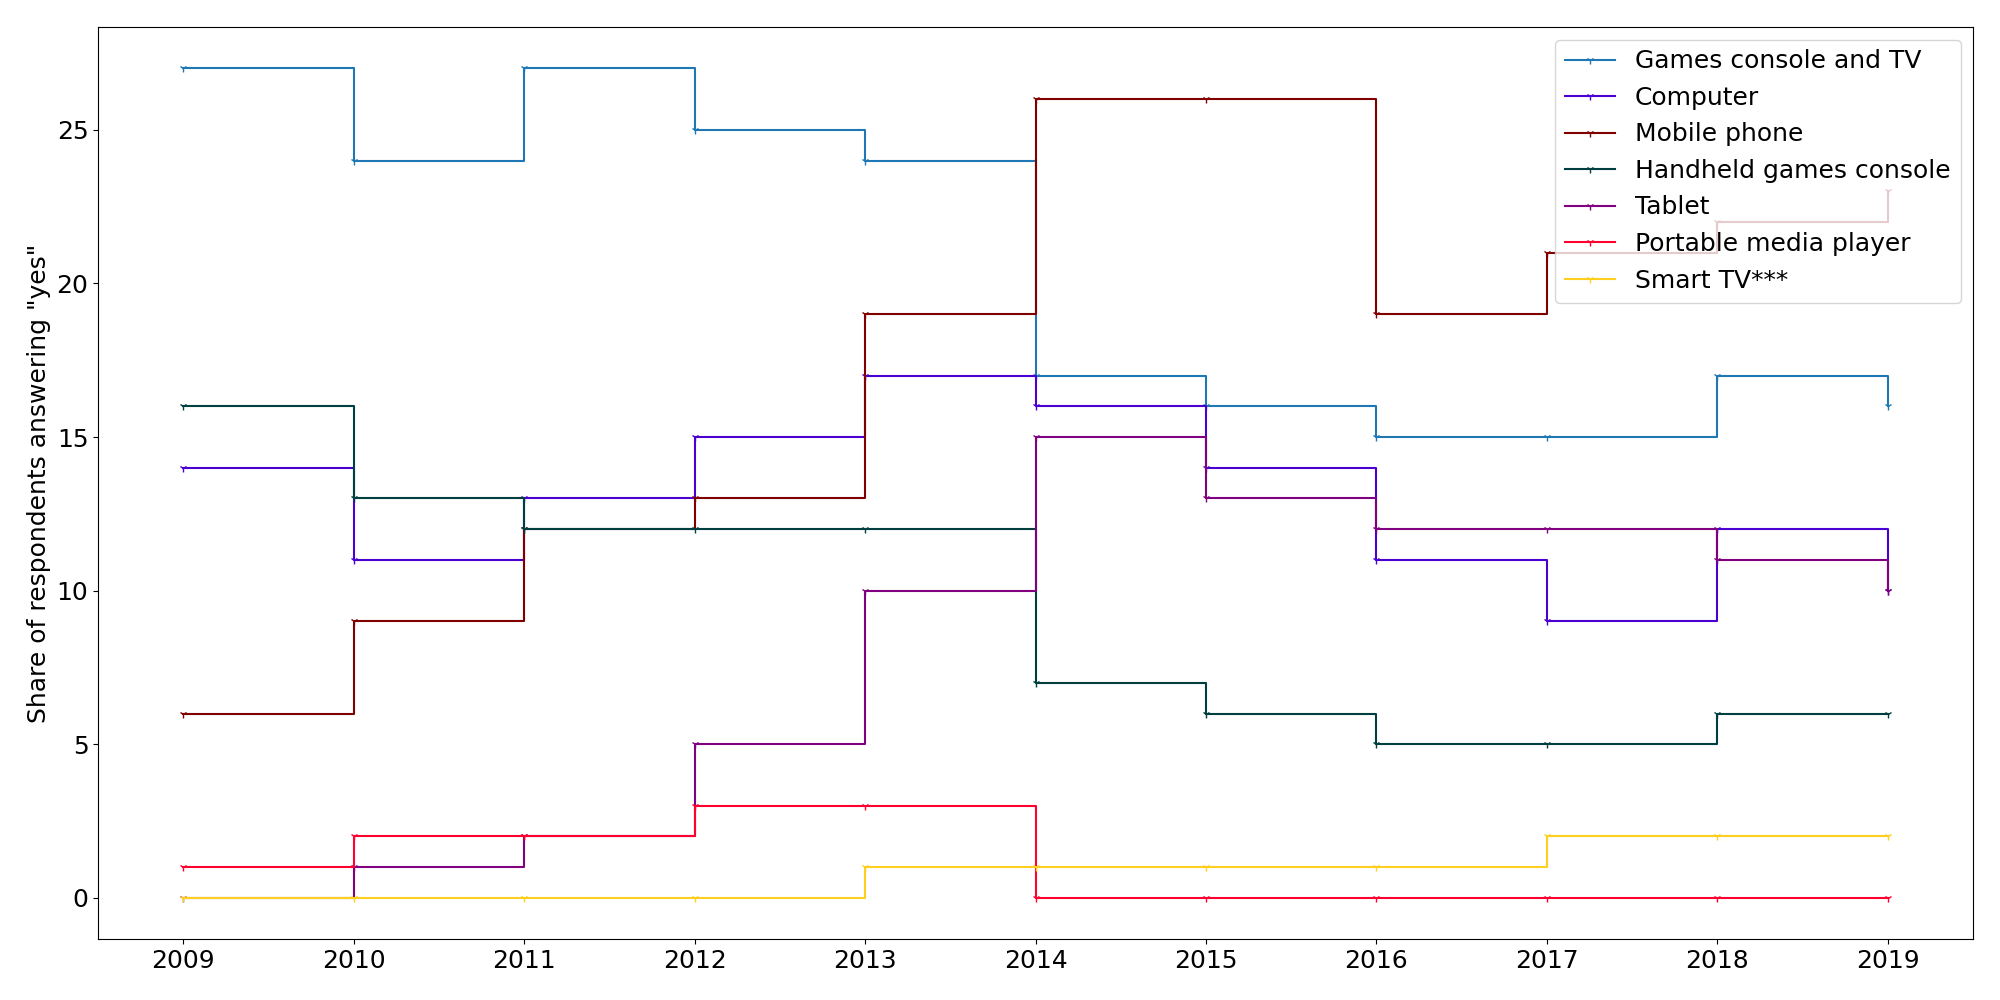 Share of respondents answering "yes"
25
20
15
10
5
0
2009 2010 2011 2012 2013 2014 2015 2016 2017 2018 2019
Games console and TV
Computer
Mobile phone
Handheld games console
Tablet
Portable media player
Smart TV***